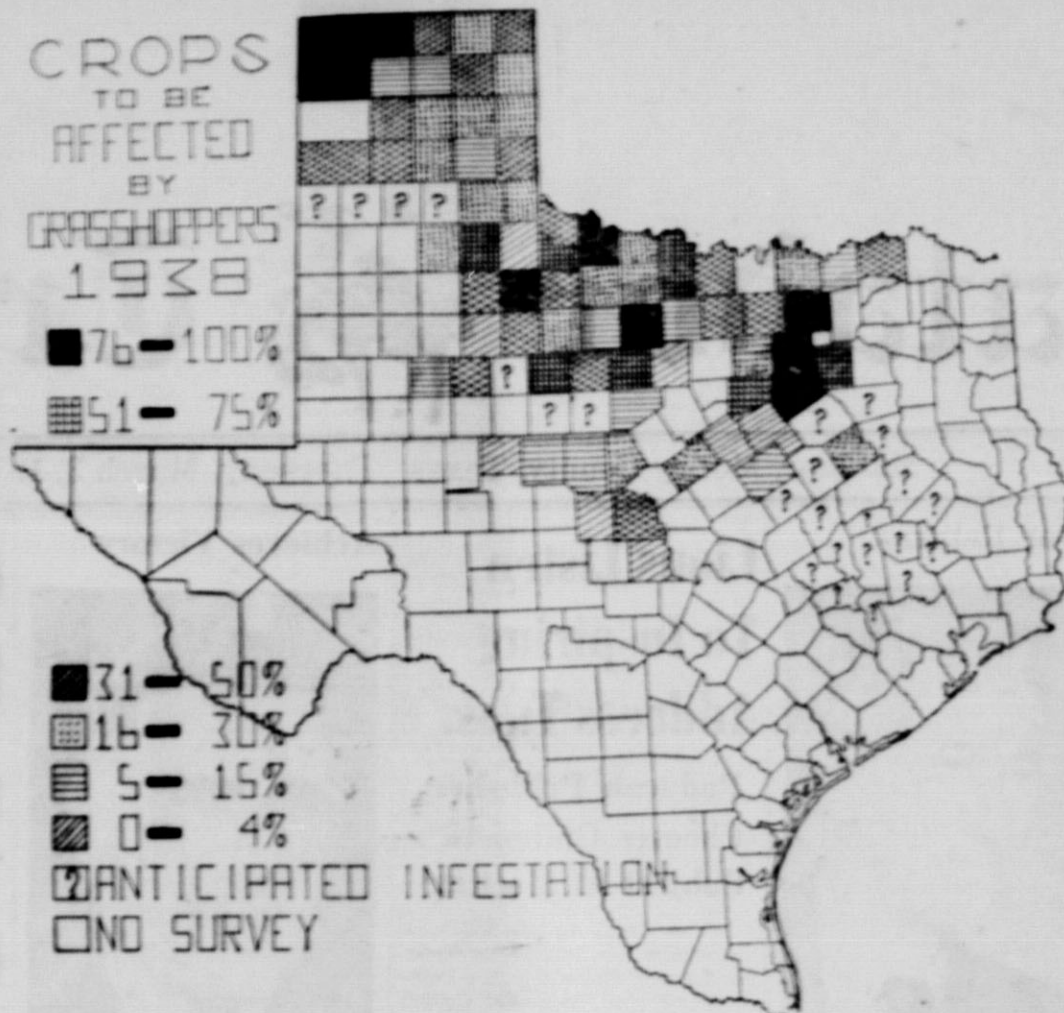 CROPS
TO BE
AFFECTED
BY
GRASSHOPPERS
1938
76 - 100%
51 - 75%
? ? ? ?
?
? ?
? ?
? ?
? ? ?
? ? ? ? ?
? ? ?
31 - 50%
16 - 30%
5 - 15%
0 - 4%
? ANTICIPATED INFESTATION
NO SURVEY